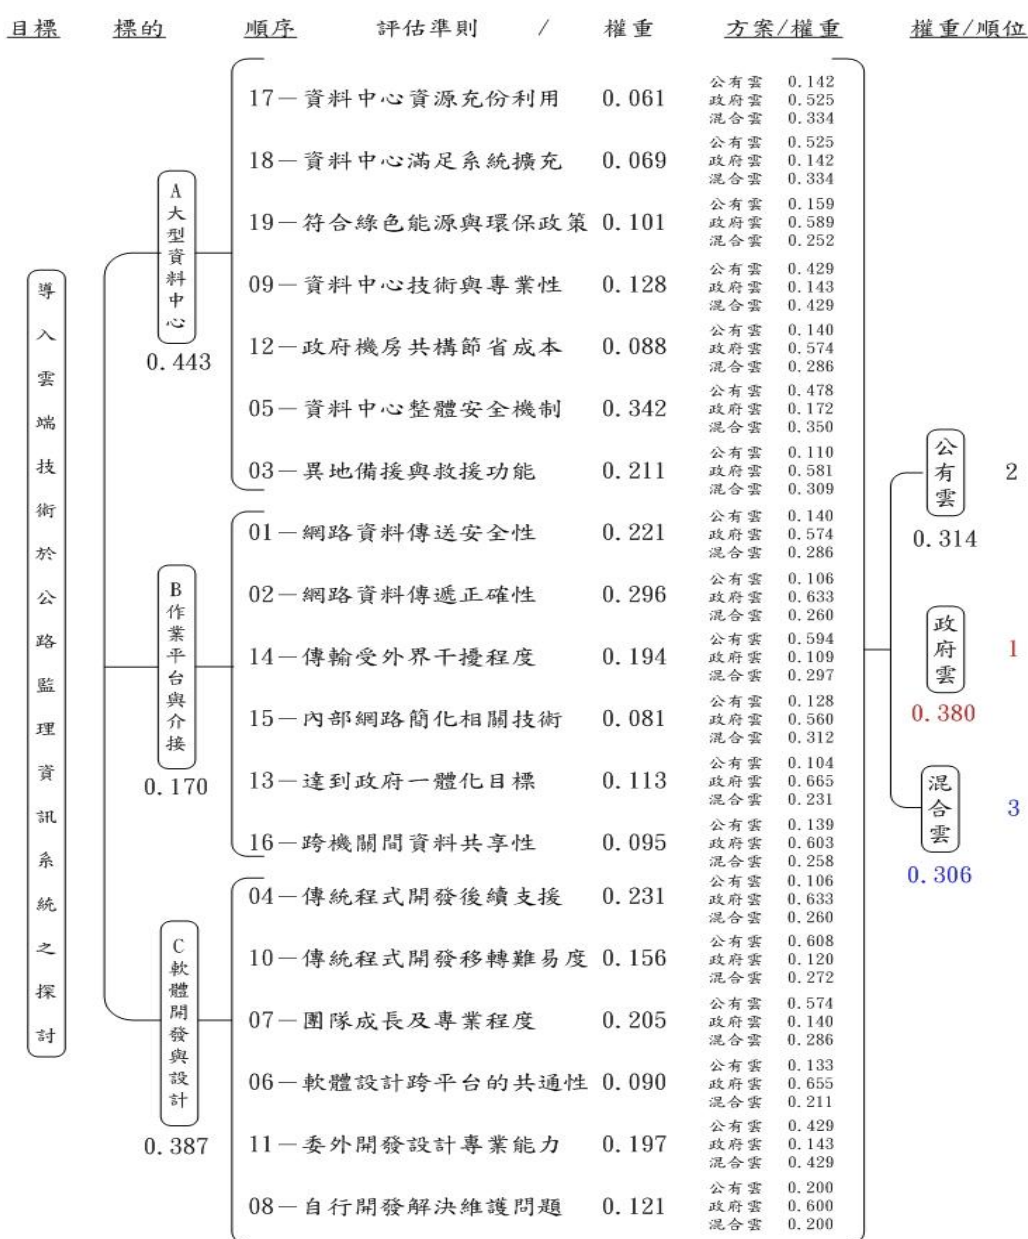 目標 標的 順序 評估準則 / 權重 方案/權重 權重/順位
導入雲端技術於公路監理資訊系統之探討
A大型資料中心
0.443
17－資料中心資源充份利用 0.061
公有雲 0.142
政府雲 0.525
混合雲 0.334
18－資料中心滿足系統擴充 0.069
公有雲 0.525
政府雲 0.142
混合雲 0.334
19－符合綠色能源與環保政策 0.101
公有雲 0.159
政府雲 0.589
混合雲 0.252
09－資料中心技術與專業性 0.128
公有雲 0.429
政府雲 0.143
混合雲 0.429
12－政府機房共構節省成本 0.088
公有雲 0.140
政府雲 0.574
混合雲 0.286
05－資料中心整體安全機制 0.342
公有雲 0.478
政府雲 0.172
混合雲 0.350
03－異地備援與救援功能 0.211
公有雲 0.110
政府雲 0.581
混合雲 0.309
B作業平台與介接
0.170
01－網路資料傳送安全性 0.221
公有雲 0.140
政府雲 0.574
混合雲 0.286
02－網路資料傳遞正確性 0.296
公有雲 0.106
政府雲 0.633
混合雲 0.260
14－傳輸受外界干擾程度 0.194
公有雲 0.594
政府雲 0.109
混合雲 0.297
15－內部網路簡化相關技術 0.081
公有雲 0.128
政府雲 0.560
混合雲 0.312
13－達到政府一體化目標 0.113
公有雲 0.104
政府雲 0.665
混合雲 0.231
16－跨機關間資料共享性 0.095
公有雲 0.139
政府雲 0.603
混合雲 0.258
C軟體開發與設計
0.387
04－傳統程式開發後續支援 0.231
公有雲 0.106
政府雲 0.633
混合雲 0.260
10－傳統程式開發移轉難易度 0.156
公有雲 0.608
政府雲 0.120
混合雲 0.272
07－團隊成長及專業程度 0.205
公有雲 0.574
政府雲 0.140
混合雲 0.286
06－軟體設計跨平台的共通性 0.090
公有雲 0.133
政府雲 0.655
混合雲 0.211
11－委外開發設計專業能力 0.197
公有雲 0.429
政府雲 0.143
混合雲 0.429
08－自行開發解決維護問題 0.121
公有雲 0.200
政府雲 0.600
混合雲 0.200
公有雲 2
0.314
政府雲 1
0.380
混合雲 3
0.306